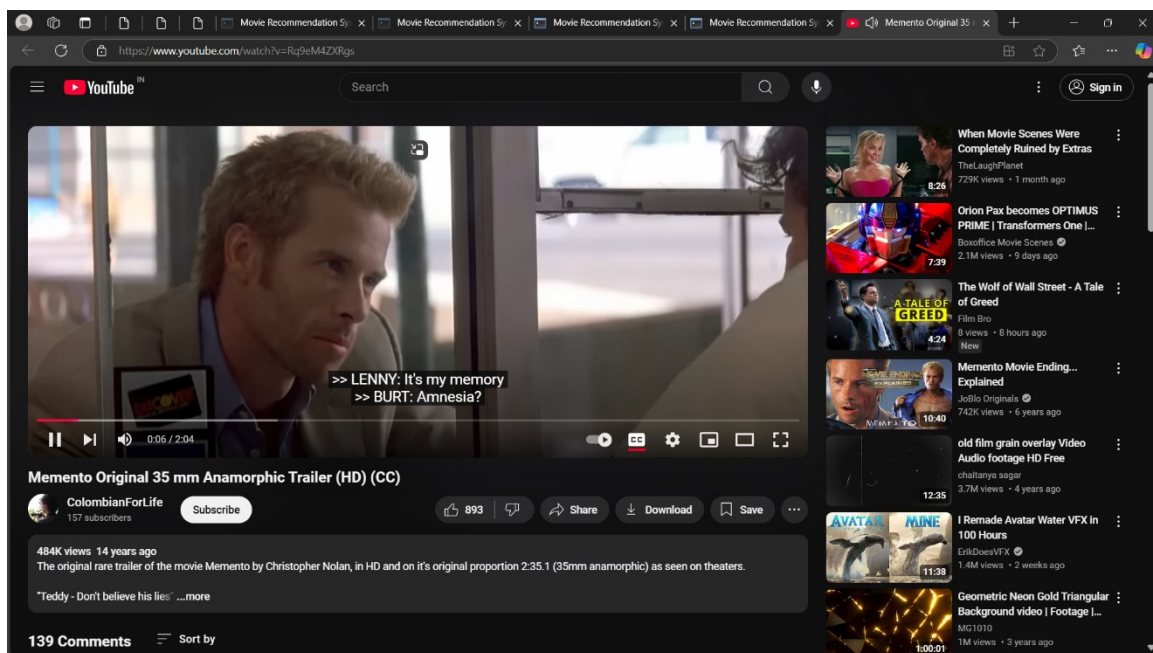 Movie Recommendation Sy
Movie Recommendation Sy
Movie Recommendation Sy
Movie Recommendation Sy
Memento Original 35 r
https://www.youtube.com/watch?v=Rq9eM4ZXRgs
YouTube IN
Search
Sign in
>> LENNY: It's my memory
>> BURT: Amnesia?
0:06 / 2:04
CC
Memento Original 35 mm Anamorphic Trailer (HD) (CC)
ColombianForLife
157 subscribers
Subscribe
893
Share
Download
Save
484K views 14 years ago
The original rare trailer of the movie Memento by Christopher Nolan, in HD and on it's original proportion 2:35.1 (35mm anamorphic) as seen on theaters.
"Teddy - Don't believe his lies" ...more
139 Comments
Sort by
When Movie Scenes Were
Completely Ruined by Extras
TheLaughPlanet
729K views • 1 month ago
8:26
Orion Pax becomes OPTIMUS
PRIME | Transformers One |...
Boxoffice Movie Scenes
2.1M views • 9 days ago
7:39
A TALE OF
GREED
4:24
The Wolf of Wall Street - A Tale
of Greed
Film Bro
8 views • 8 hours ago
New
MEMENTO
10:40
Memento Movie Ending...
Explained
JoBlo Originals
742K views • 6 years ago
12:35
old film grain overlay Video
Audio footage HD Free
chaitanya sagar
3.7M views • 4 years ago
AVATAR MINE
11:38
I Remade Avatar Water VFX in
100 Hours
ErikDoesVFX
1.4M views • 2 weeks ago
1:00:01
Geometric Neon Gold Triangular
Background video | Footage |...
MG1010
1M views • 3 years ago